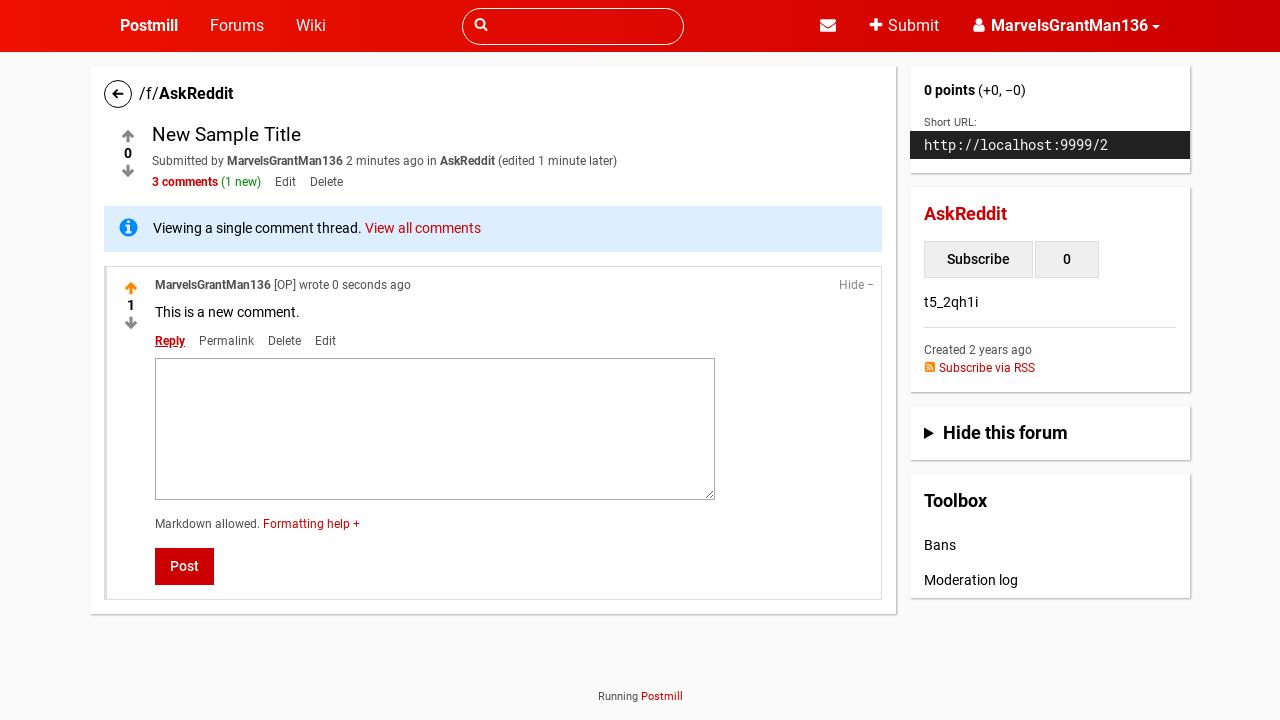 Postmill Forums Wiki Submit MarvelsGrantMan136
/f/AskReddit
New Sample Title
0
Submitted by MarvelsGrantMan136 2 minutes ago in AskReddit (edited 1 minute later)
3 comments (1 new) Edit Delete
Viewing a single comment thread. View all comments
MarvelsGrantMan136 [OP] wrote 0 seconds ago Hide −
1
This is a new comment.
Reply Permalink Delete Edit
Markdown allowed. Formatting help +
Post
0 points (+0, −0)
Short URL:
http://localhost:9999/2
AskReddit
Subscribe 0
t5_2qh1i
Created 2 years ago
Subscribe via RSS
Hide this forum
Toolbox
Bans
Moderation log
Running Postmill